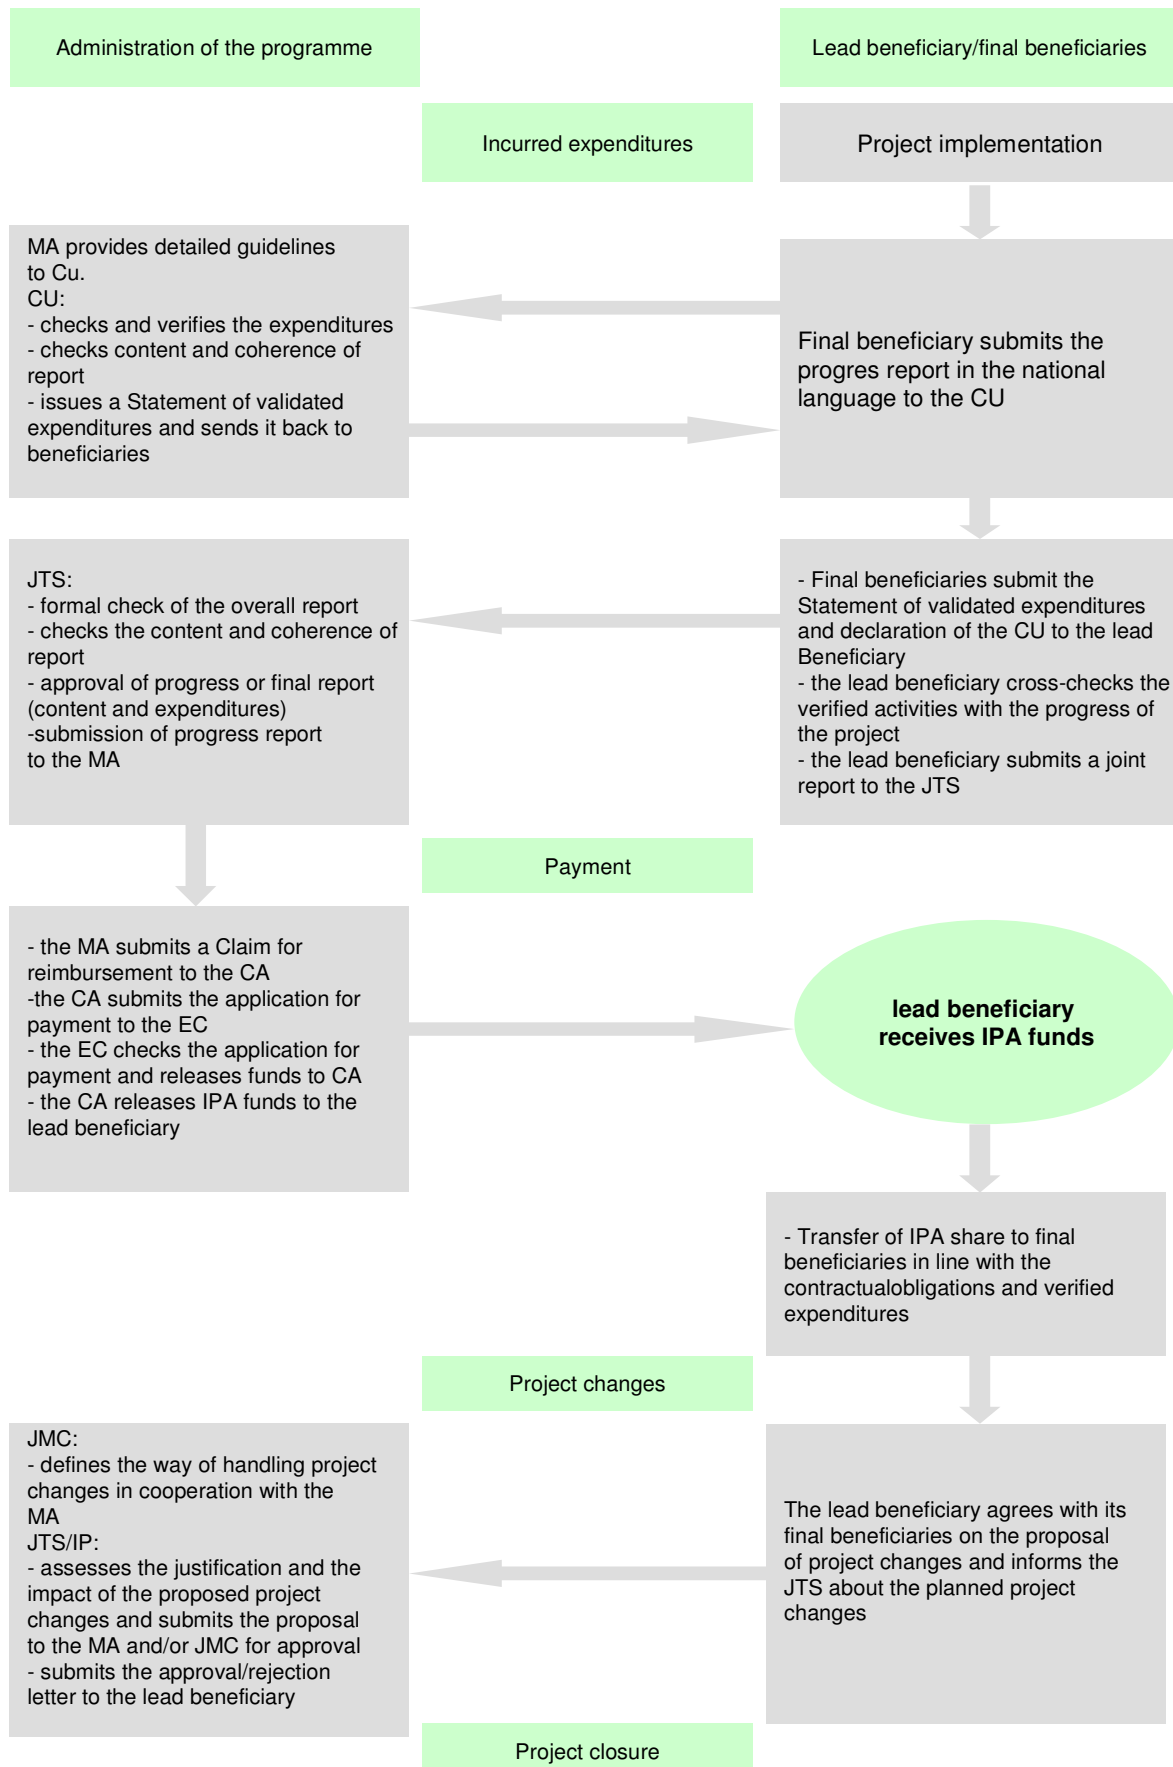 Administration of the programme
Lead beneficiary/final beneficiaries
Incurred expenditures
Project implementation
MA provides detailed guidelines
to Cu.
CU:
- checks and verifies the expenditures
- checks content and coherence of
report
- issues a Statement of validated
expenditures and sends it back to
beneficiaries
Final beneficiary submits the
progres report in the national
language to the CU
JTS:
- formal check of the overall report
- checks the content and coherence of
report
- approval of progress or final report
(content and expenditures)
-submission of progress report
to the MA
- Final beneficiaries submit the
Statement of validated expenditures
and declaration of the CU to the lead
Beneficiary
- the lead beneficiary cross-checks the
verified activities with the progress of
the project
- the lead beneficiary submits a joint
report to the JTS
Payment
- the MA submits a Claim for
reimbursement to the CA
-the CA submits the application for
payment to the EC
- the EC checks the application for
payment and releases funds to CA
- the CA releases IPA funds to the
lead beneficiary
lead beneficiary
receives IPA funds
- Transfer of IPA share to final
beneficiaries in line with the
contractualobligations and verified
expenditures
Project changes
JMC:
- defines the way of handling project
changes in cooperation with the
MA
JTS/IP:
- assesses the justification and the
impact of the proposed project
changes and submits the proposal
to the MA and/or JMC for approval
- submits the approval/rejection
letter to the lead beneficiary
The lead beneficiary agrees with its
final beneficiaries on the proposal
of project changes and informs the
JTS about the planned project
changes
Project closure